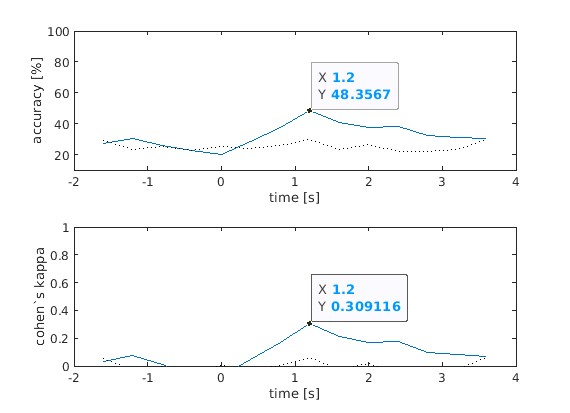 100
80
60
40
20
accuracy [%]
X 1.2
Y 48.3567
-2 -1 0 1 2 3 4
time [s]
1
0.8
0.6
0.4
0.2
0
cohen`s kappa
X 1.2
Y 0.309116
-2 -1 0 1 2 3 4
time [s]